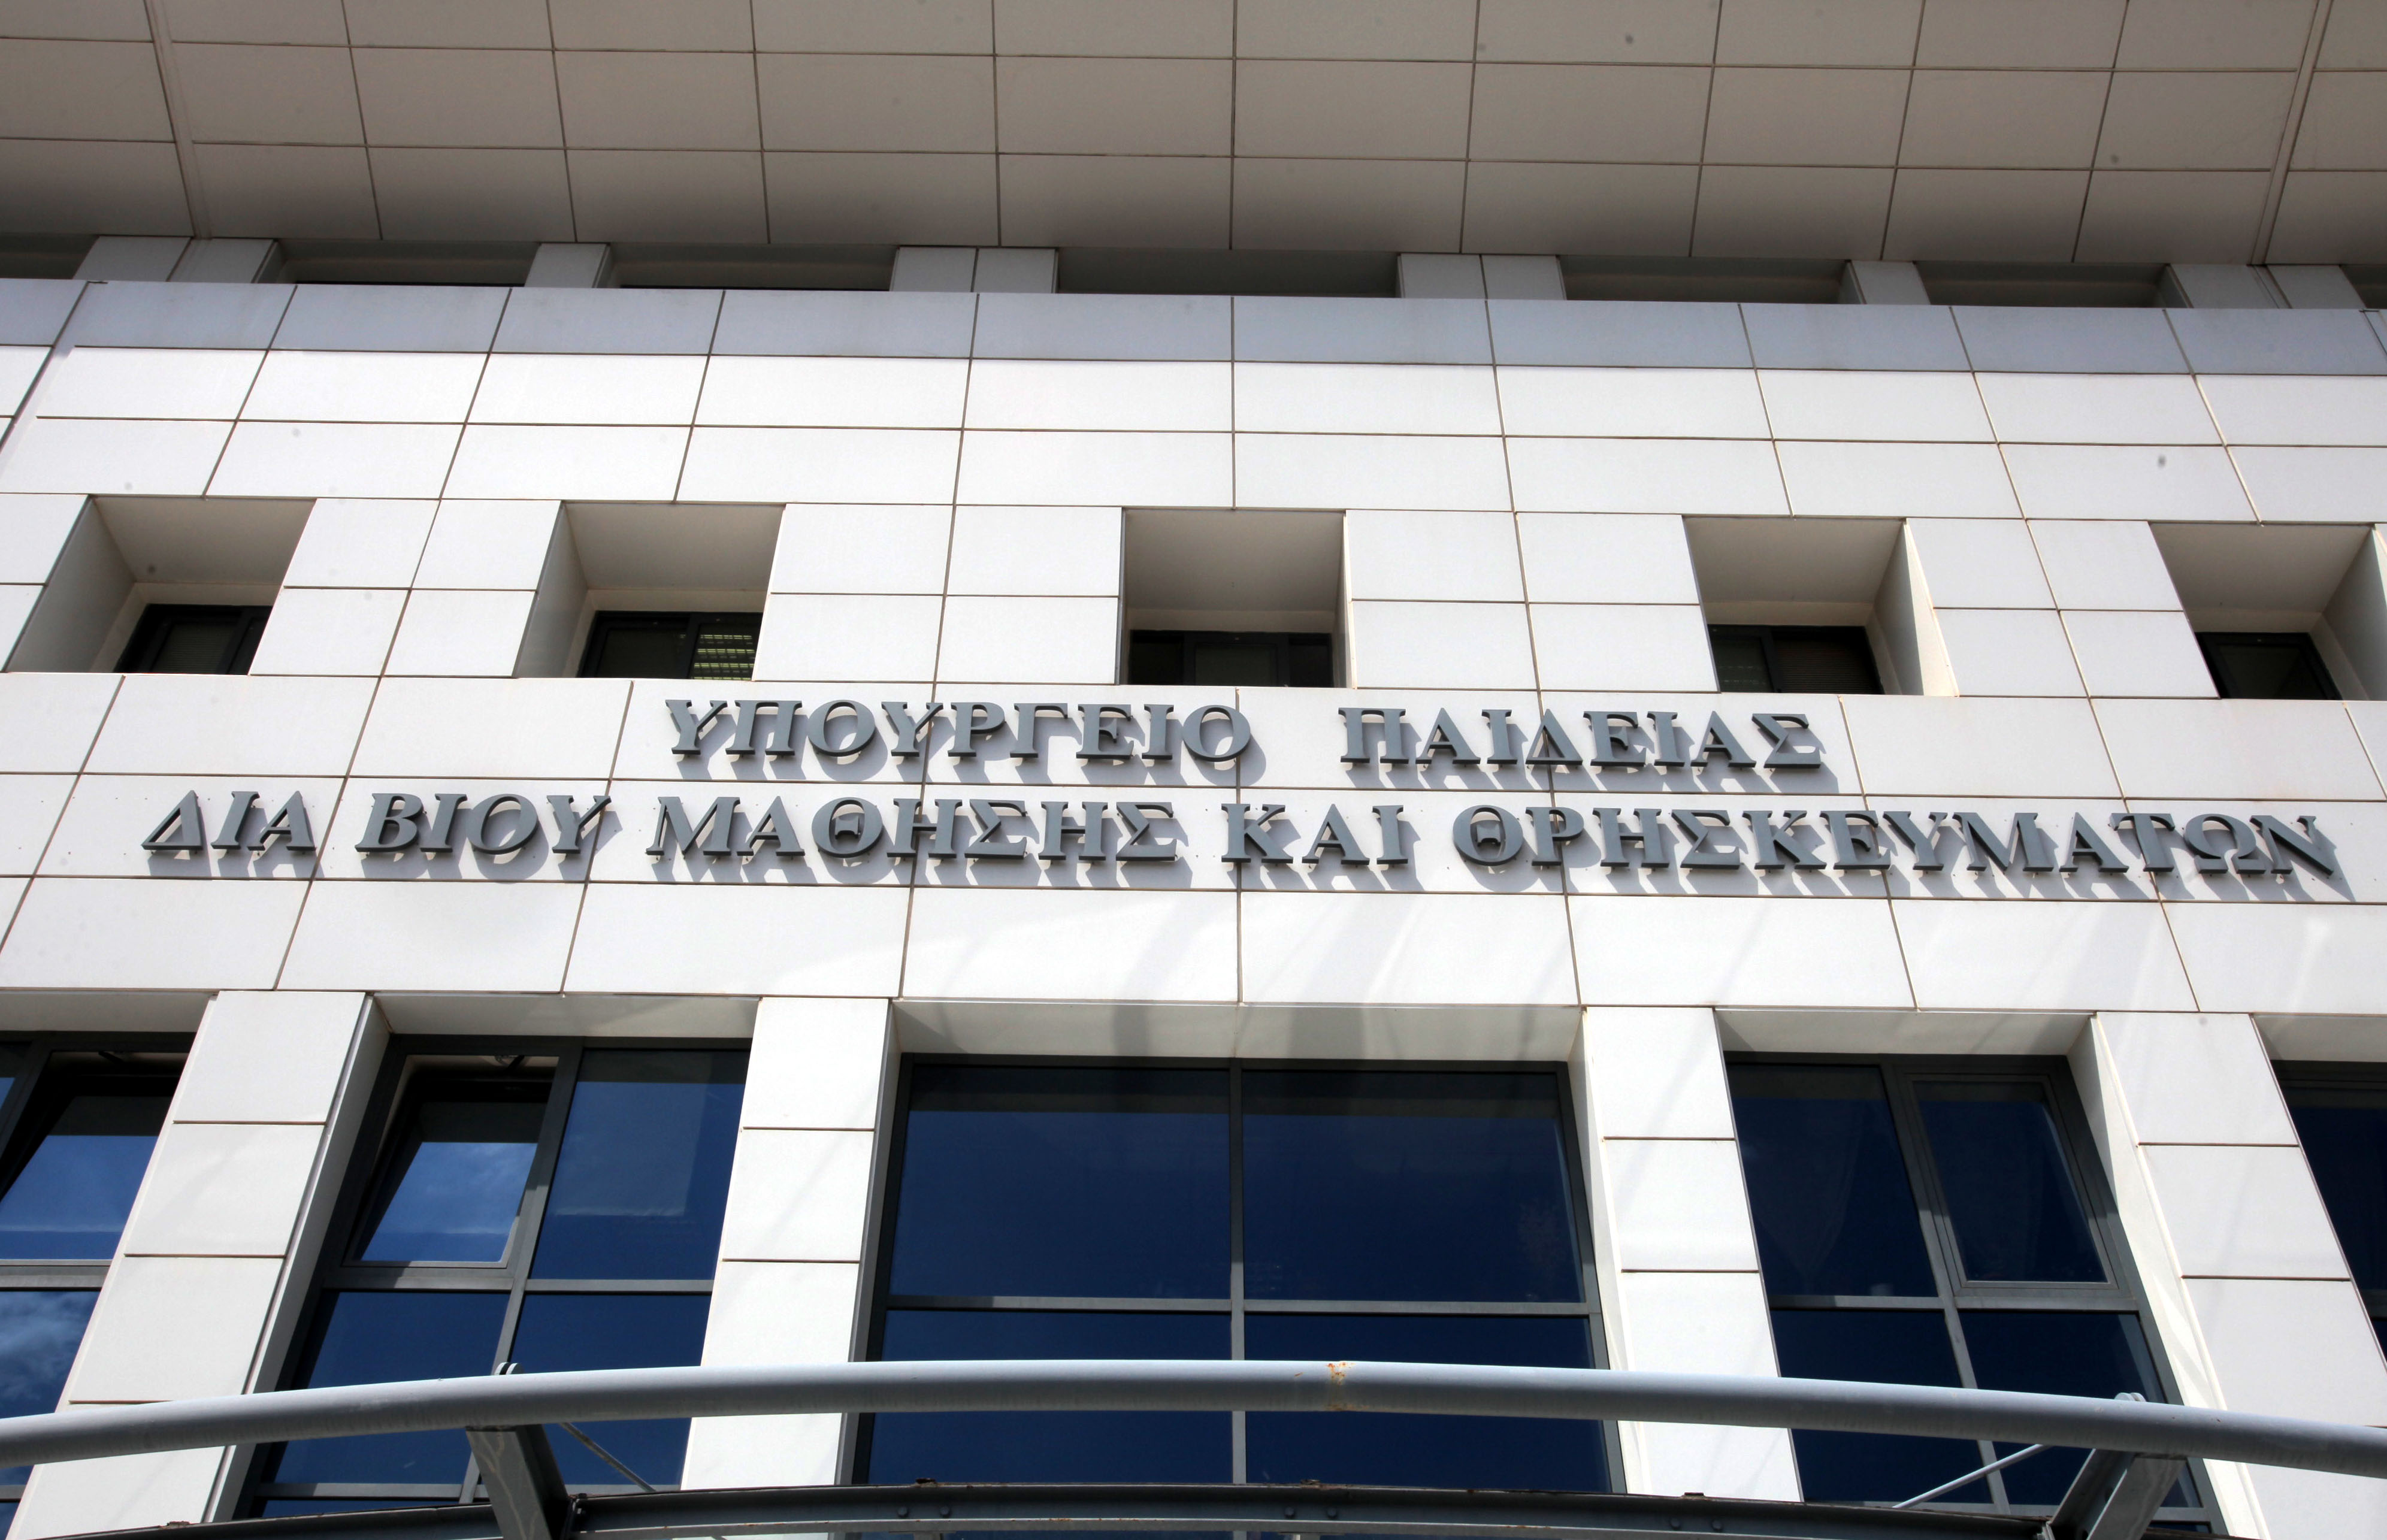 ΥΠΟΥΡΓΕΙΟ ΠΑΙΔΕΙΑΣ
ΔΙΑ ΒΙΟΥ ΜΑΘΗΣΗΣ ΚΑΙ ΘΡΗΣΚΕΥΜΑΤΩΝ